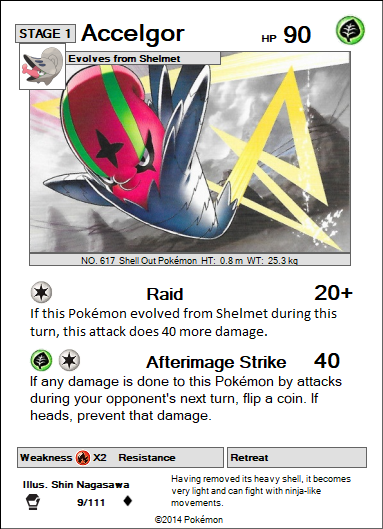 STAGE 1 Accelgor HP 90
Evolves from Shelmet
NO. 617 Shell Out Pokémon HT: 0.8 m WT: 25.3 kg
Raid 20+
If this Pokémon evolved from Shelmet during this
turn, this attack does 40 more damage.
Afterimage Strike 40
If any damage is done to this Pokémon by attacks
during your opponent's next turn, flip a coin. If
heads, prevent that damage.
Weakness X2 Resistance Retreat
Illus. Shin Nagasawa
9/111
Having removed its heavy shell, it becomes
very light and can fight with ninja-like
movements.
©2014 Pokémon